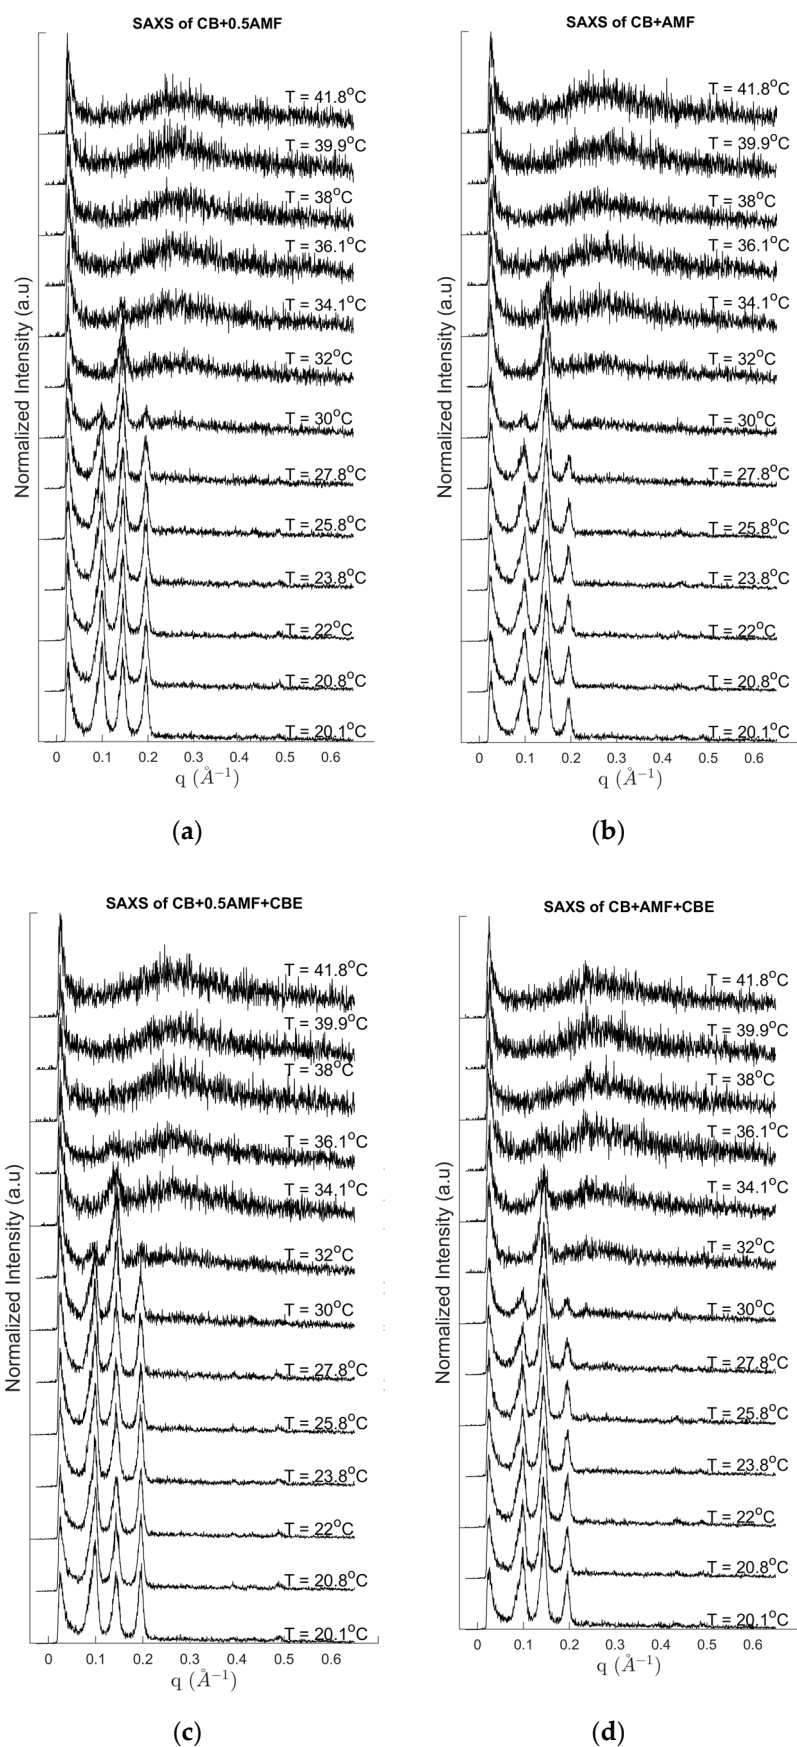 SAXS of CB+0.5AMF
T = 41.8°C
T = 39.9°C
T = 38°C
T = 36.1°C
T = 34.1°C
T = 32°C
T = 30°C
T = 27.8°C
T = 25.8°C
T = 23.8°C
T = 22°C
T = 20.8°C
T = 20.1°C
Normalized Intensity (a.u)
0 0.1 0.2 0.3 0.4 0.5 0.6
q (Å⁻¹)
(a)
SAXS of CB+AMF
T = 41.8°C
T = 39.9°C
T = 38°C
T = 36.1°C
T = 34.1°C
T = 32°C
T = 30°C
T = 27.8°C
T = 25.8°C
T = 23.8°C
T = 22°C
T = 20.8°C
T = 20.1°C
Normalized Intensity (a.u)
0 0.1 0.2 0.3 0.4 0.5 0.6
q (Å⁻¹)
(b)
SAXS of CB+0.5AMF+CBE
T = 41.8°C
T = 39.9°C
T = 38°C
T = 36.1°C
T = 34.1°C
T = 32°C
T = 30°C
T = 27.8°C
T = 25.8°C
T = 23.8°C
T = 22°C
T = 20.8°C
T = 20.1°C
Normalized Intensity (a.u)
0 0.1 0.2 0.3 0.4 0.5 0.6
q (Å⁻¹)
(c)
SAXS of CB+AMF+CBE
T = 41.8°C
T = 39.9°C
T = 38°C
T = 36.1°C
T = 34.1°C
T = 32°C
T = 30°C
T = 27.8°C
T = 25.8°C
T = 23.8°C
T = 22°C
T = 20.8°C
T = 20.1°C
Normalized Intensity (a.u)
0 0.1 0.2 0.3 0.4 0.5 0.6
q (Å⁻¹)
(d)